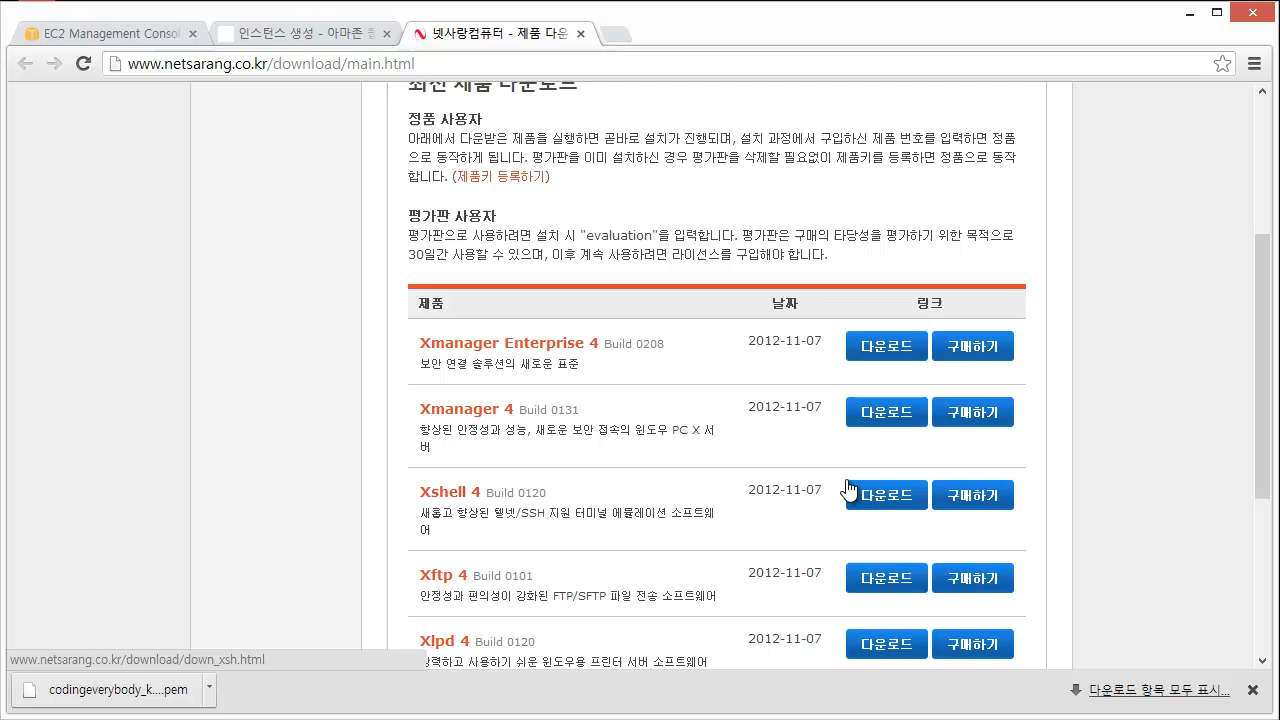 EC2 Management Consol
인스턴스 생성 - 아마존 웹
넷사랑컴퓨터 - 제품 다운
www.netsarang.co.kr/download/main.html
최신 제품 다운로드
정품 사용자
아래에서 다운받은 제품을 실행하면 곧바로 설치가 진행되며, 설치 과정에서 구입하신 제품 번호를 입력하면 정품
으로 동작하게 됩니다. 평가판을 이미 설치하신 경우 평가판을 삭제할 필요없이 제품키를 등록하면 정품으로 동작
합니다. (제품키 등록하기)
평가판 사용자
평가판으로 사용하려면 설치 시 "evaluation"을 입력합니다. 평가판은 구매의 타당성을 평가하기 위한 목적으로
30일간 사용할 수 있으며, 이후 계속 사용하려면 라이선스를 구입해야 합니다.
제품 날짜 링크
Xmanager Enterprise 4 Build 0208 2012-11-07 다운로드 구매하기
보안 연결 솔루션의 새로운 표준
Xmanager 4 Build 0131 2012-11-07 다운로드 구매하기
향상된 안정성과 성능, 새로운 보안 접속의 윈도우 PC X 서
버
Xshell 4 Build 0120 2012-11-07 다운로드 구매하기
새롭고 향상된 텔넷/SSH 지원 터미널 에뮬레이션 소프트웨
어
Xftp 4 Build 0101 2012-11-07 다운로드 구매하기
안정성과 편의성이 강화된 FTP/SFTP 파일 전송 소프트웨어
Xlpd 4 Build 0120 2012-11-07 다운로드 구매하기
강력하고 사용하기 쉬운 윈도우용 프린터 서버 소프트웨어
www.netsarang.co.kr/download/down_xsh.html
codingeverybody_k....pem
다운로드 항목 모두 표시...